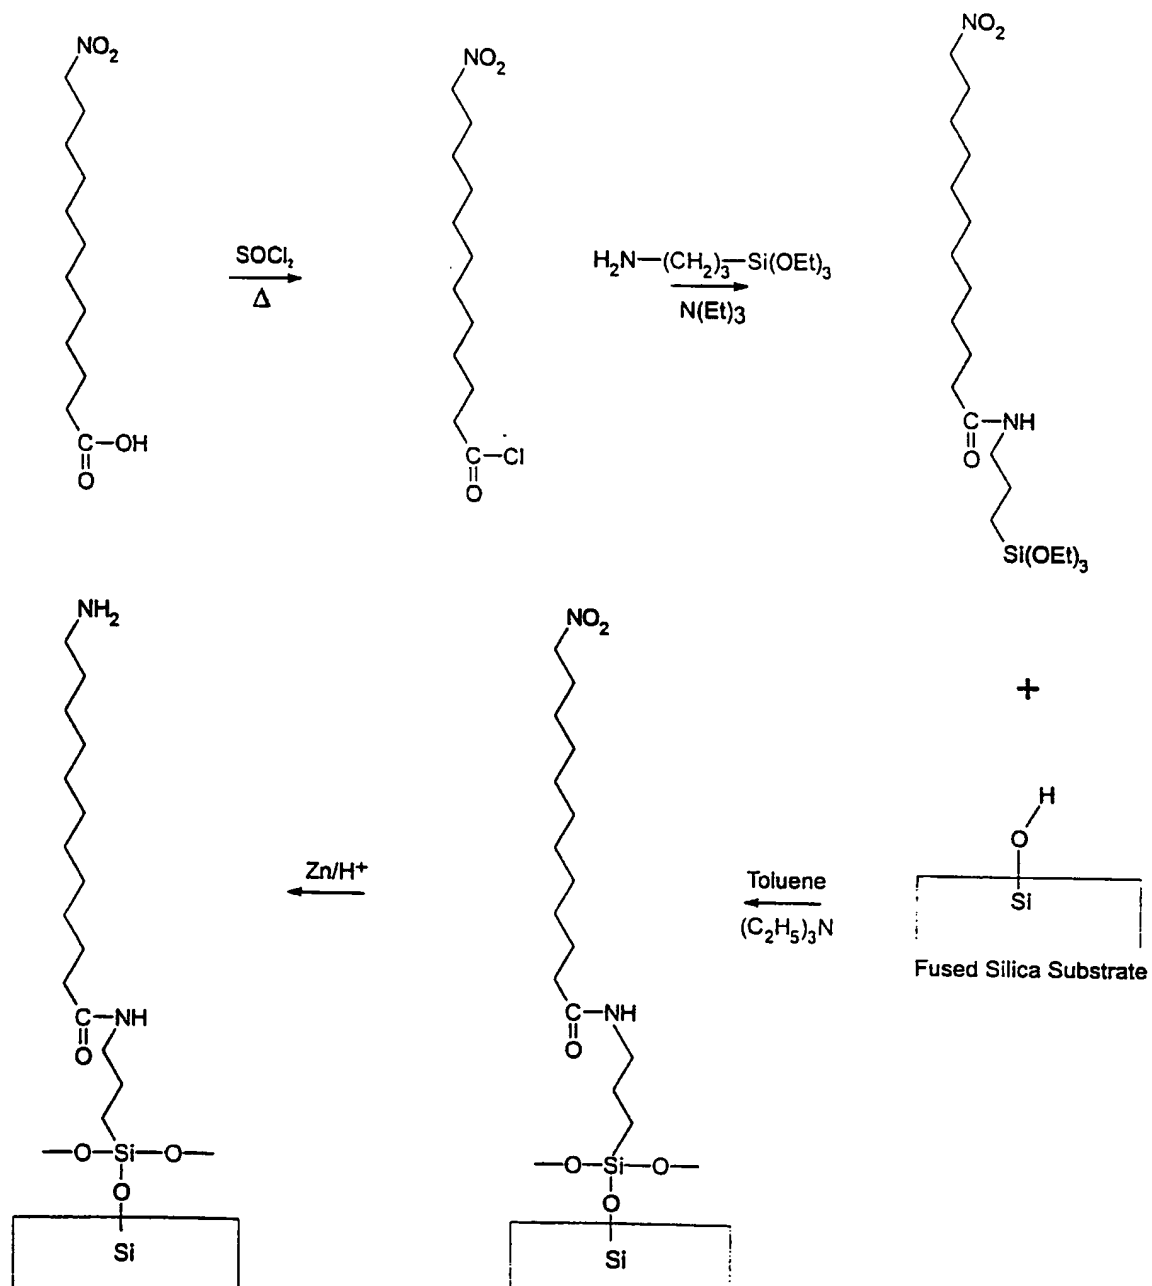 NO₂
C—OH
O
SOCl₂
Δ
NO₂
C—Cl
O
H₂N—(CH₂)₃—Si(OEt)₃
N(Et)₃
NO₂
C—NH
O
Si(OEt)₃
+
H
O
Si
Fused Silica Substrate
Toluene
(C₂H₅)₃N
NO₂
C—NH
O
—O—Si—O—
O
Si
Zn/H⁺
NH₂
C—NH
O
—O—Si—O—
O
Si